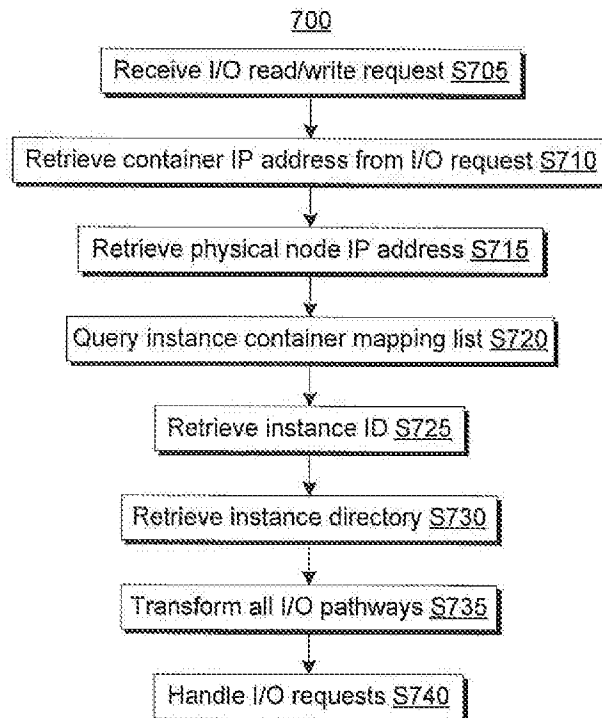 700
Receive I/O read/write request S705
Retrieve container IP address from I/O request S710
Retrieve physical node IP address S715
Query instance container mapping list S720
Retrieve instance ID S725
Retrieve instance directory S730
Transform all I/O pathways S735
Handle I/O requests S740